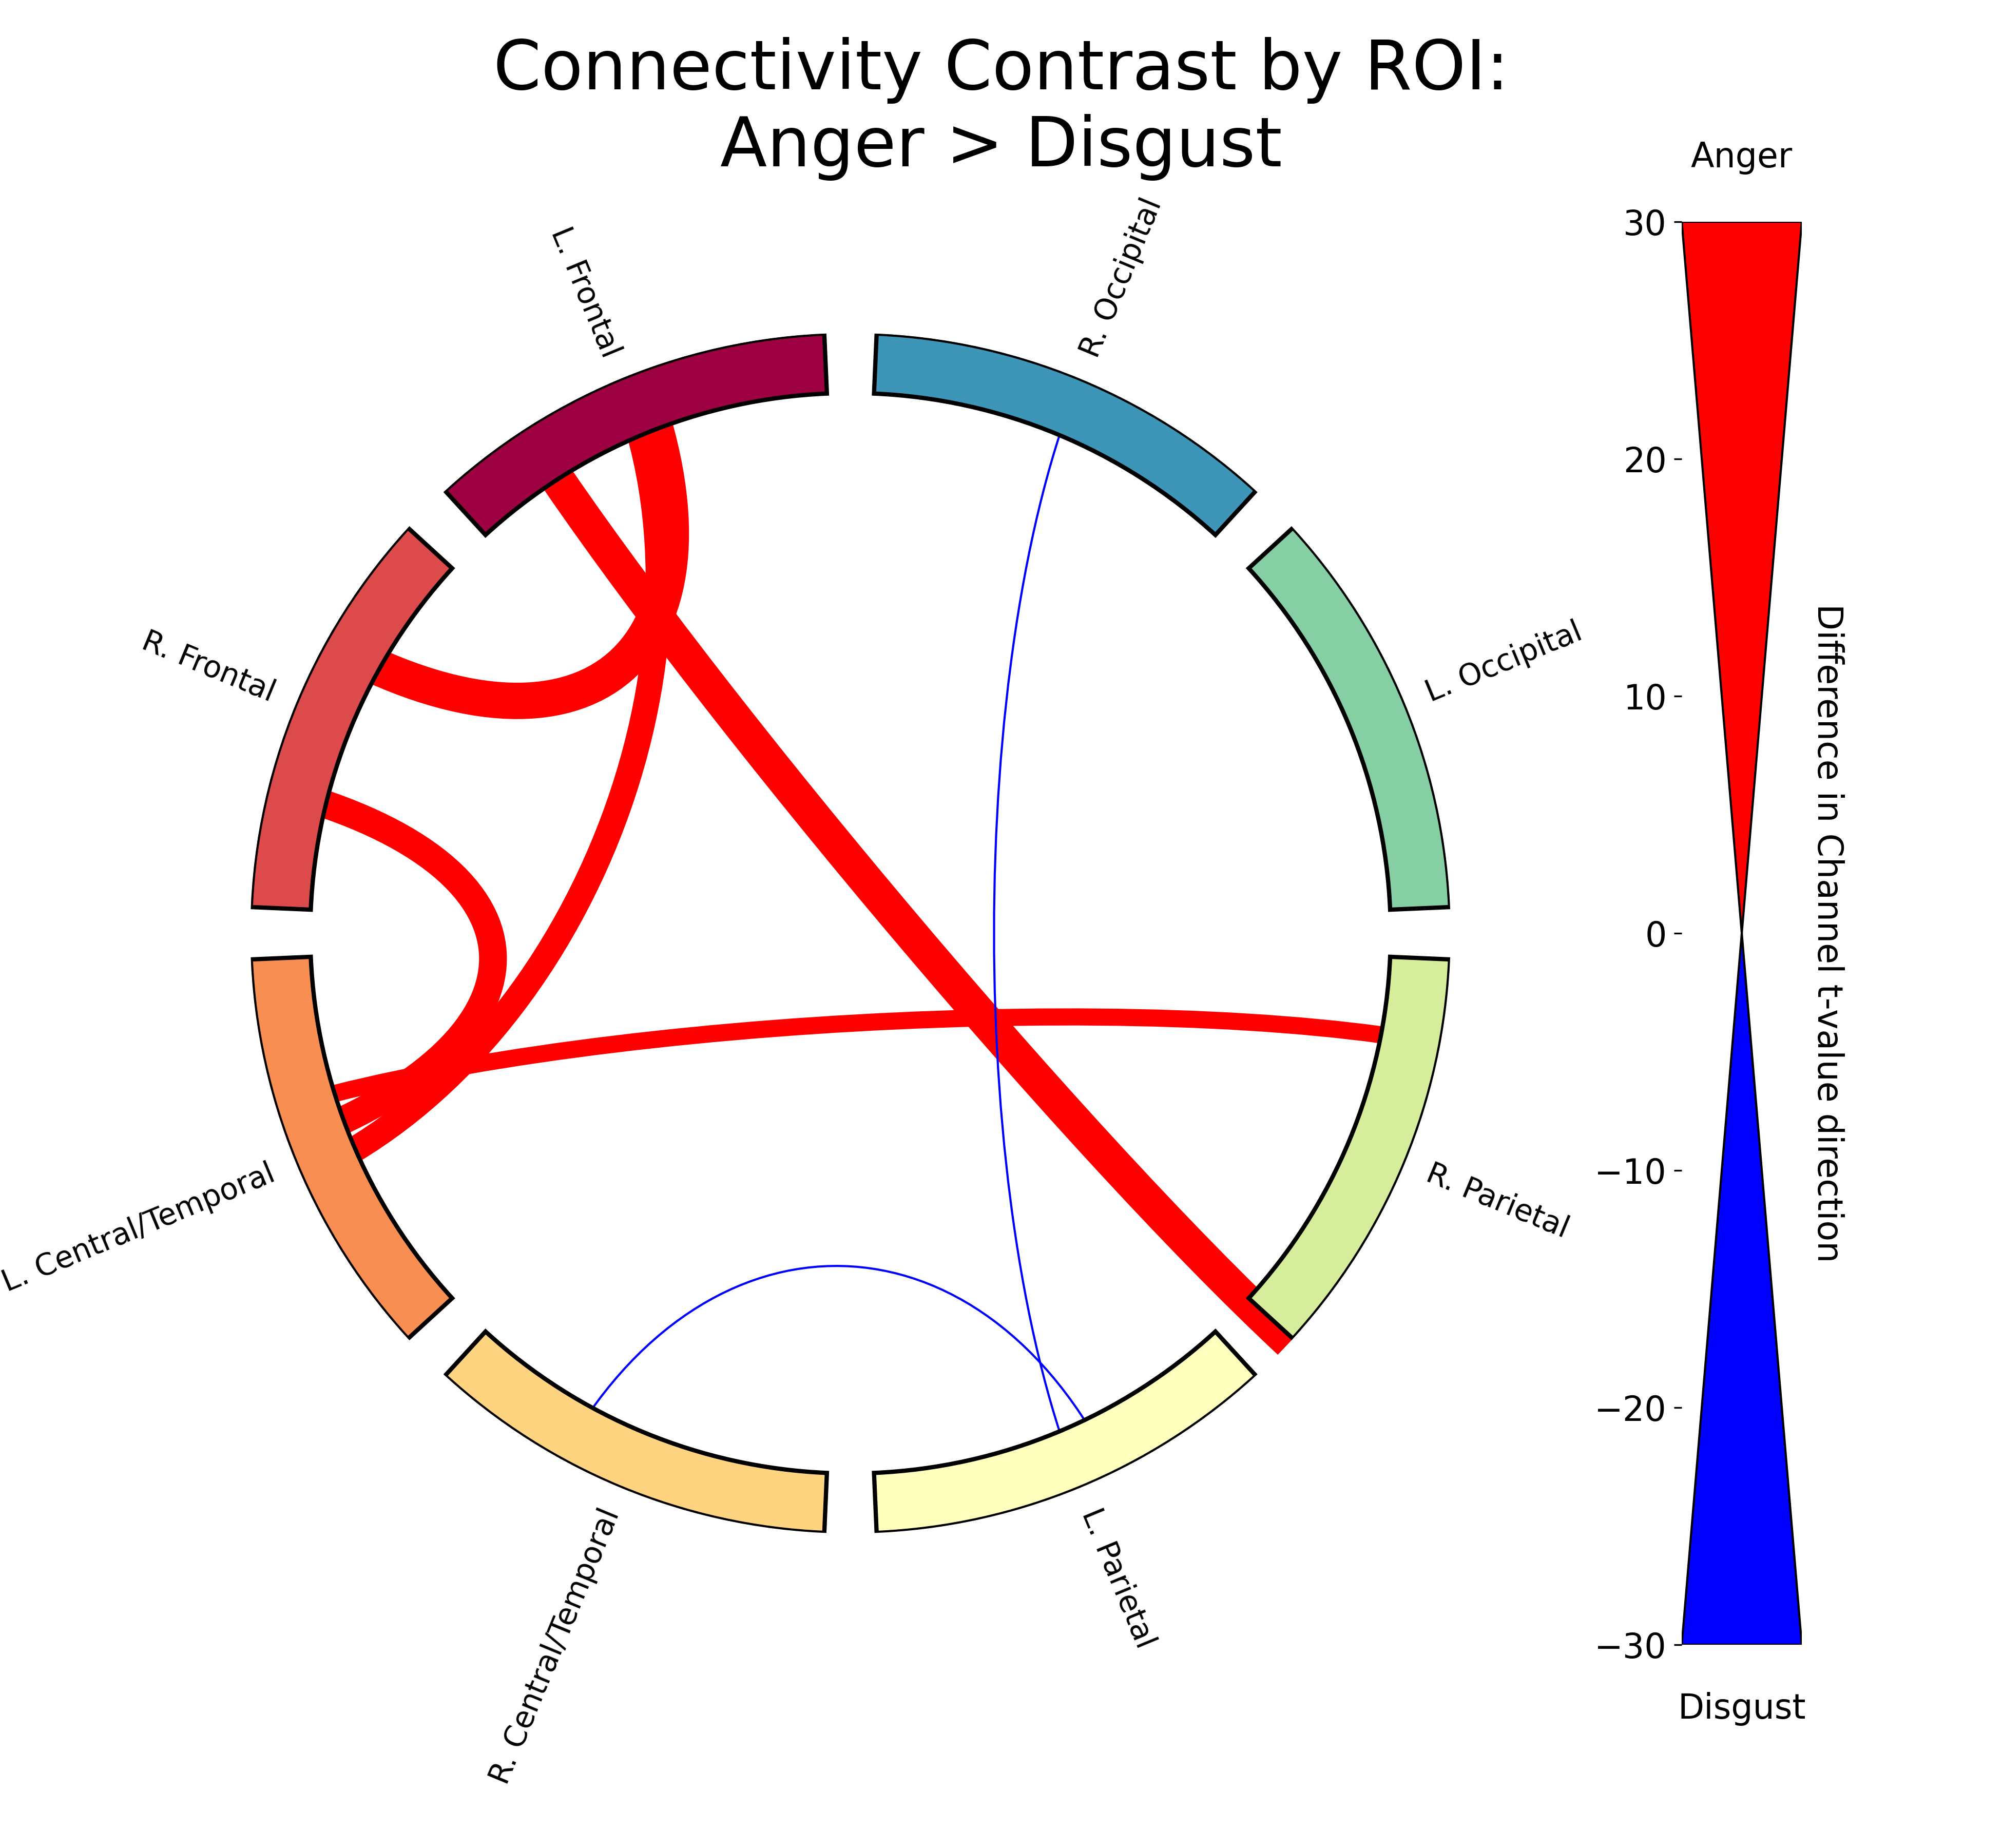 Connectivity Contrast by ROI:
Anger > Disgust
L. Frontal
R. Occipital
R. Frontal
L. Occipital
L. Central/Temporal
R. Parietal
R. Central/Temporal
L. Parietal
Anger
30
20
10
0
−10
−20
−30
Disgust
Difference in Channel t-value direction